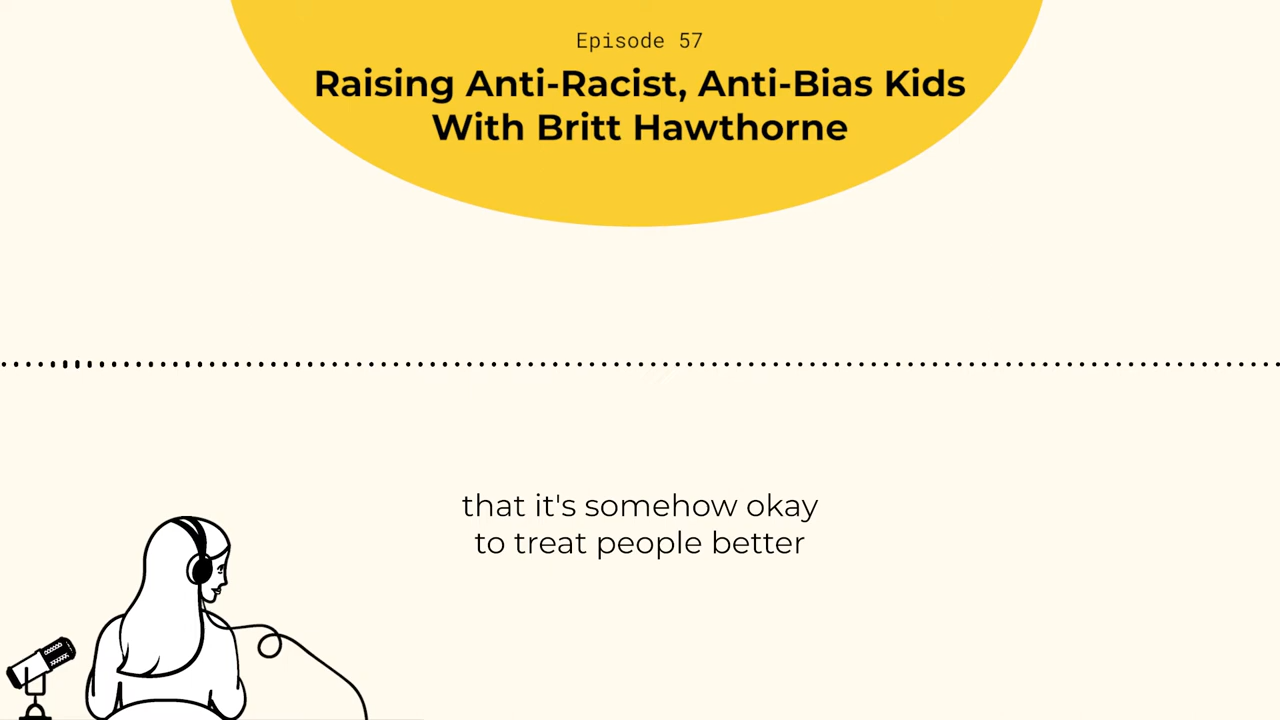 Episode 57
Raising Anti-Racist, Anti-Bias Kids
With Britt Hawthorne
that it's somehow okay
to treat people better